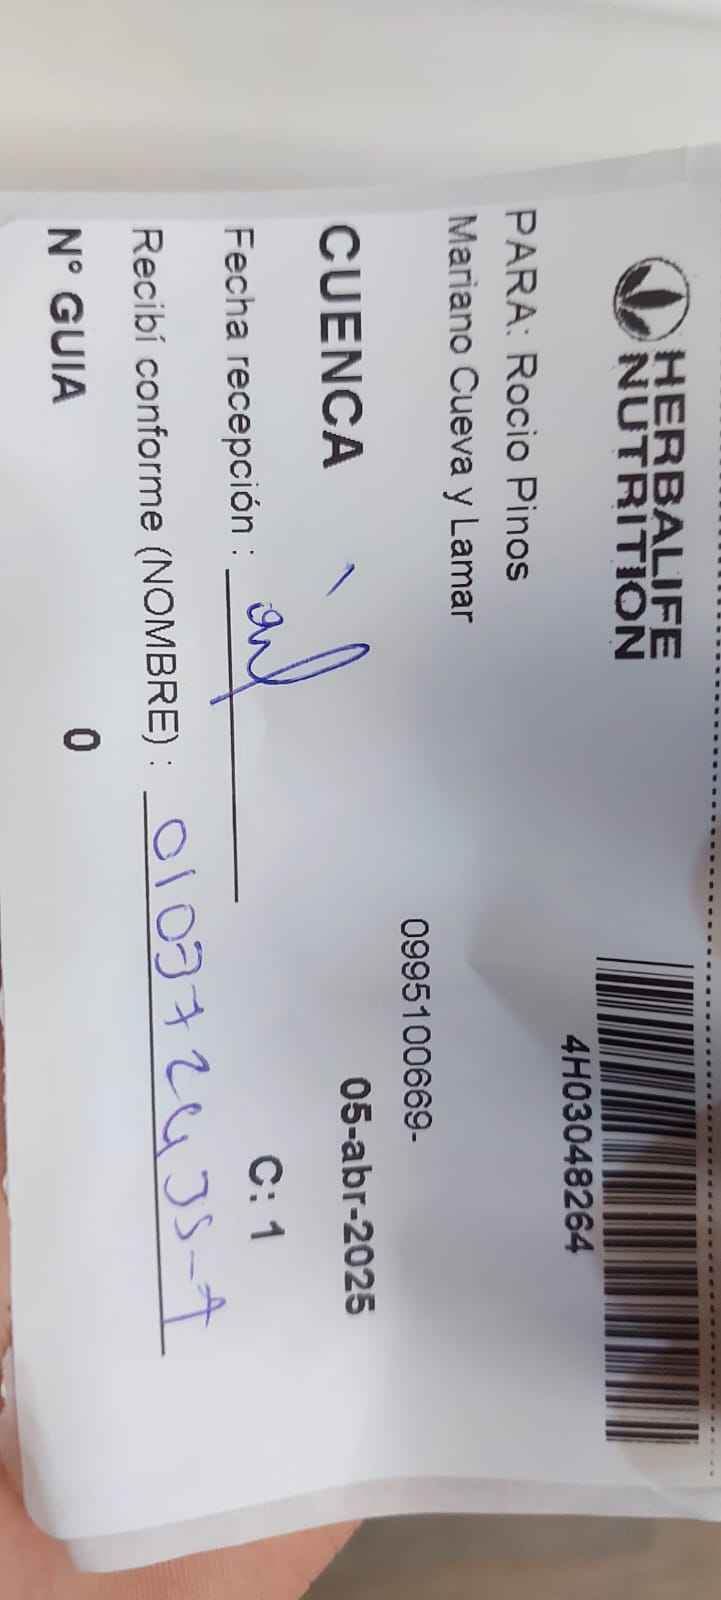 HERBALIFE
NUTRITION
4H03048264
PARA: Rocio Pinos
Mariano Cueva y Lamar
0995100669-
CUENCA
05-abr-2025
Fecha recepción :
C: 1
Recibí conforme (NOMBRE) : 010372435-7
N° GUIA 0